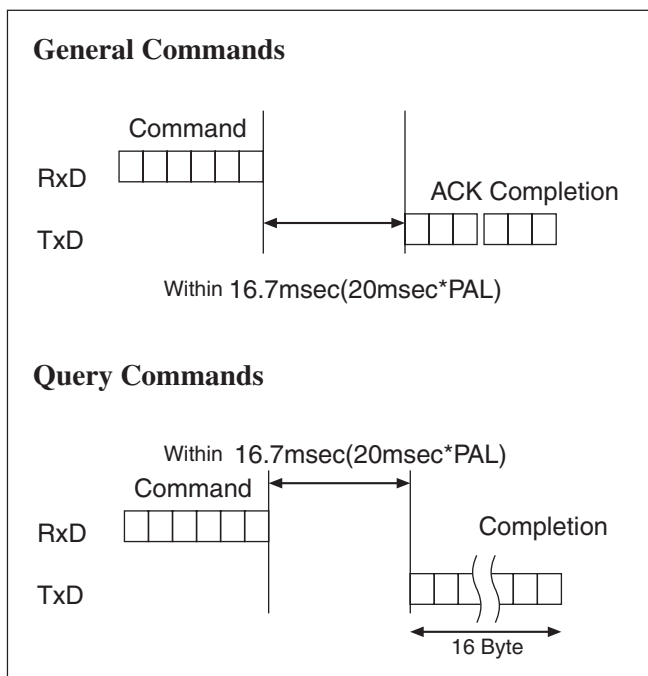 General Commands
Command
RxD
ACK Completion
TxD
Within 16.7msec(20msec*PAL)
Query Commands
Within 16.7msec(20msec*PAL)
Command
RxD
Completion
TxD
16 Byte